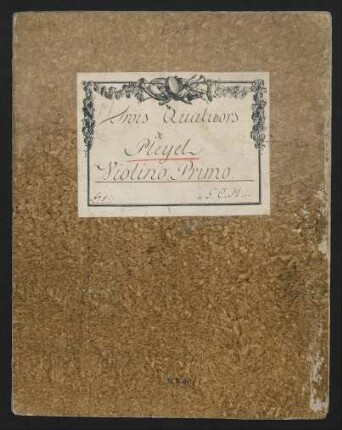 Trois Quatuors
de
Pleyel
Violino Primo